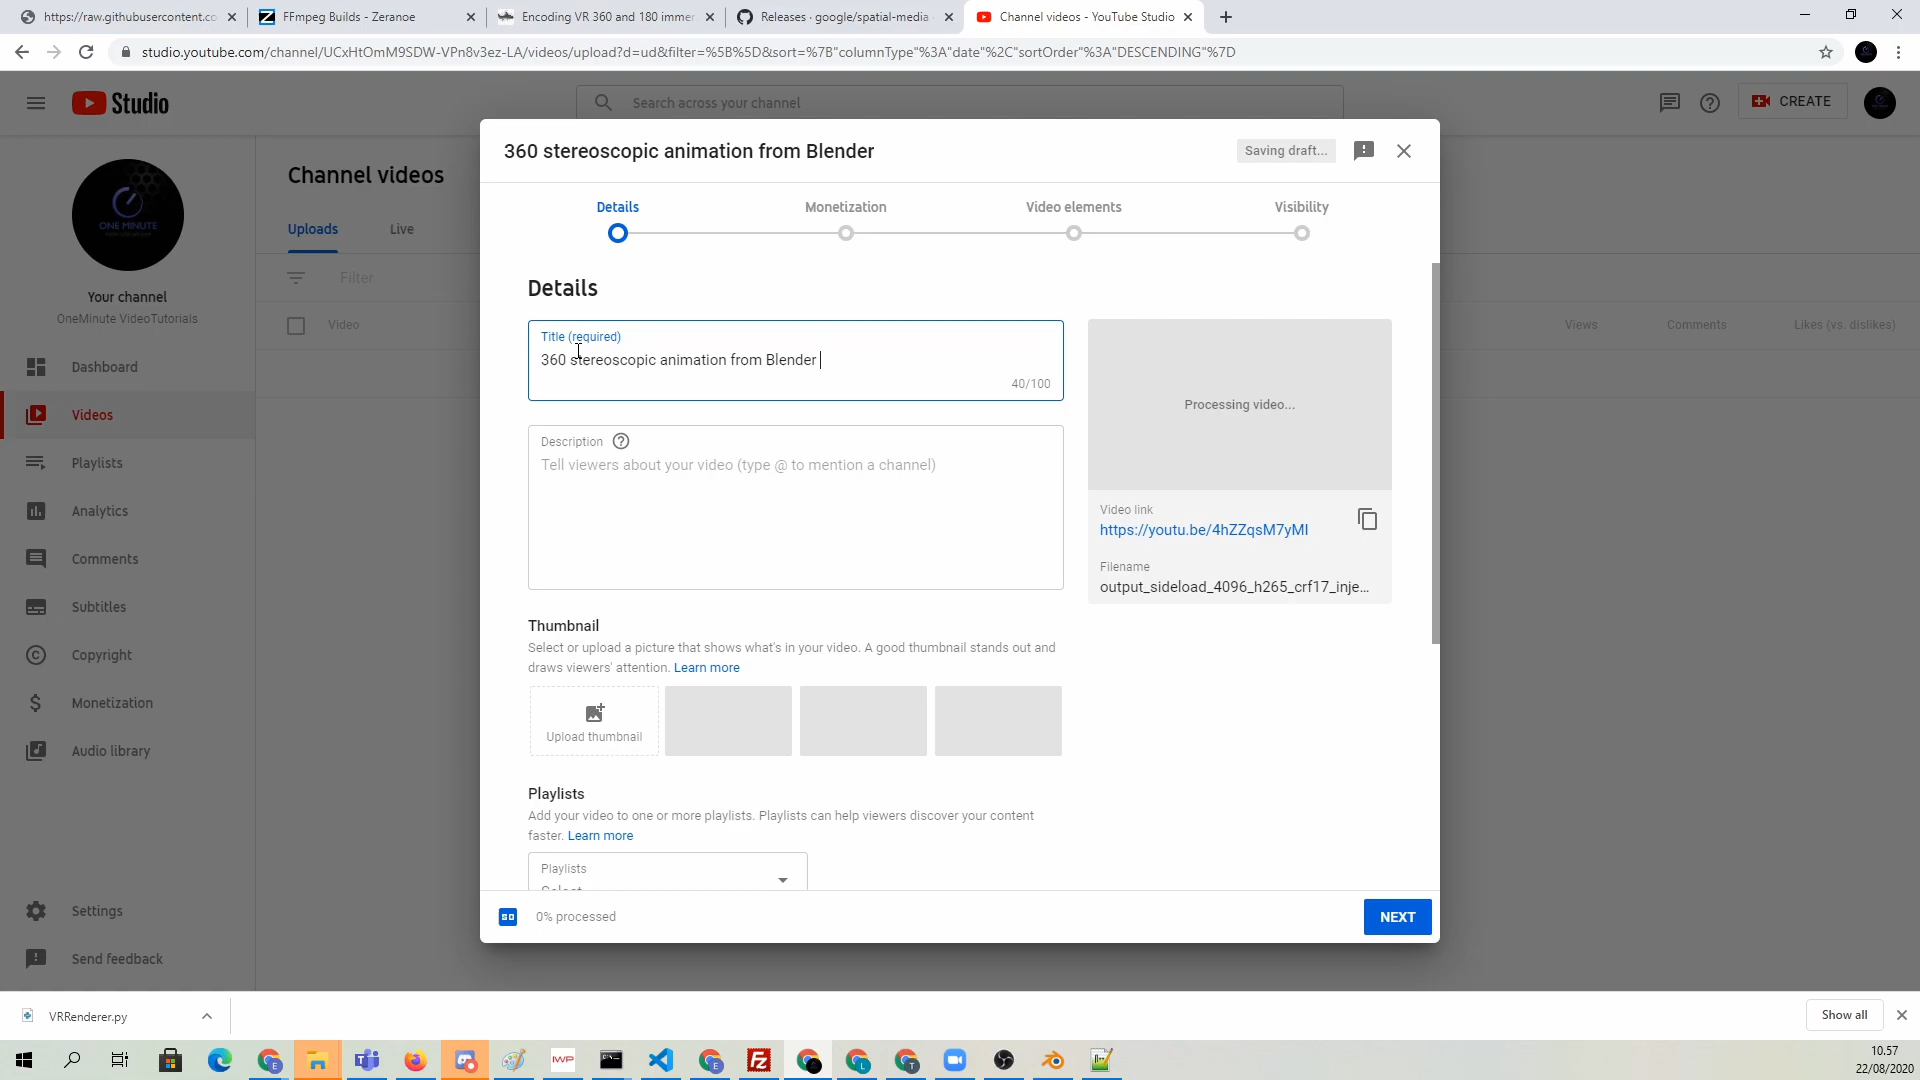 https://raw.githubusercontent.co
FFmpeg Builds - Zeranoe
Encoding VR 360 and 180 immer
Releases · google/spatial-media
Channel videos - YouTube Studio
studio.youtube.com/channel/UCxHtOmM9SDW-VPn8v3ez-LA/videos/upload?d=ud&filter=%5B%5D&sort=%7B"columnType"%3A"date"%2C"sortOrder"%3A"DESCENDING"%7D
Studio
Search across your channel
CREATE
ONE MINUTE
Your channel
OneMinute VideoTutorials
Dashboard
Videos
Playlists
Analytics
Comments
Subtitles
Copyright
Monetization
Audio library
Settings
Send feedback
Channel videos
Uploads
Live
Filter
Video
Views
Comments
Likes (vs. dislikes)
360 stereoscopic animation from Blender
Saving draft...
Details
Monetization
Video elements
Visibility
Details
Title (required)
360 stereoscopic animation from Blender
40/100
Description
Tell viewers about your video (type @ to mention a channel)
Processing video...
Video link
https://youtu.be/4hZZqsM7yMI
Filename
output_sideload_4096_h265_crf17_inje...
Thumbnail
Select or upload a picture that shows what's in your video. A good thumbnail stands out and
draws viewers' attention. Learn more
Upload thumbnail
Playlists
Add your video to one or more playlists. Playlists can help viewers discover your content
faster. Learn more
Playlists
Select
SD
0% processed
NEXT
VRRenderer.py
Show all
10.57
22/08/2020